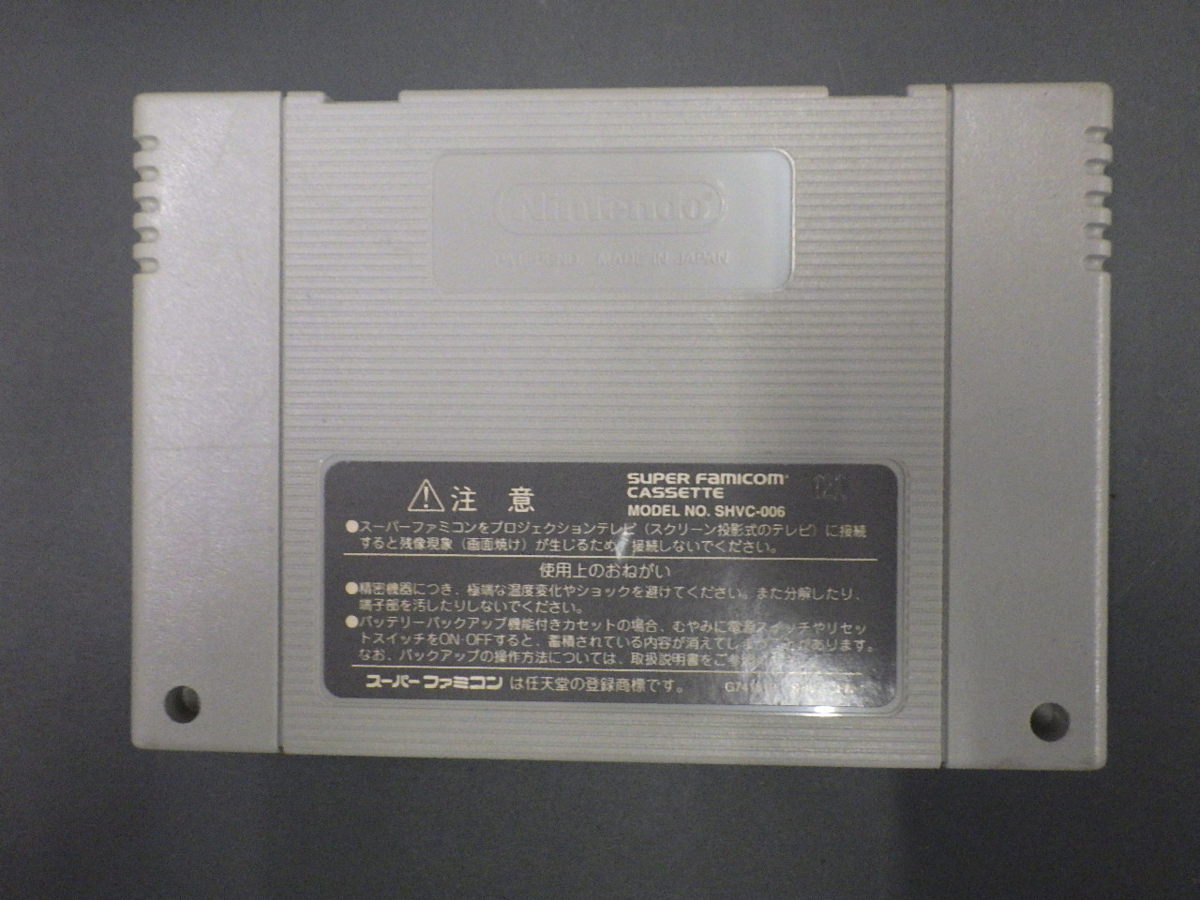 Nintendo
PAT. PEND. MADE IN JAPAN
SUPER FAMICOM
CASSETTE
MODEL NO. SHVC-006
注意
●スーパーファミコンをプロジェクションテレビ（スクリーン投影式のテレビ）に接続
すると残像現象（画面焼け）が生じるため、接続しないでください。
使用上のおねがい
●精密機器につき、極端な温度変化やショックを避けてください。また分解したり、
端子部を汚したりしないでください。
●バッテリーバックアップ機能付きカセットの場合、むやみに電源スイッチやリセッ
トスイッチをON-OFFすると、蓄積されている内容が消えてしまうことがあります。
なお、バックアップの操作方法については、取扱説明書をご
スーパーファミコンは任天堂の登録商標です。